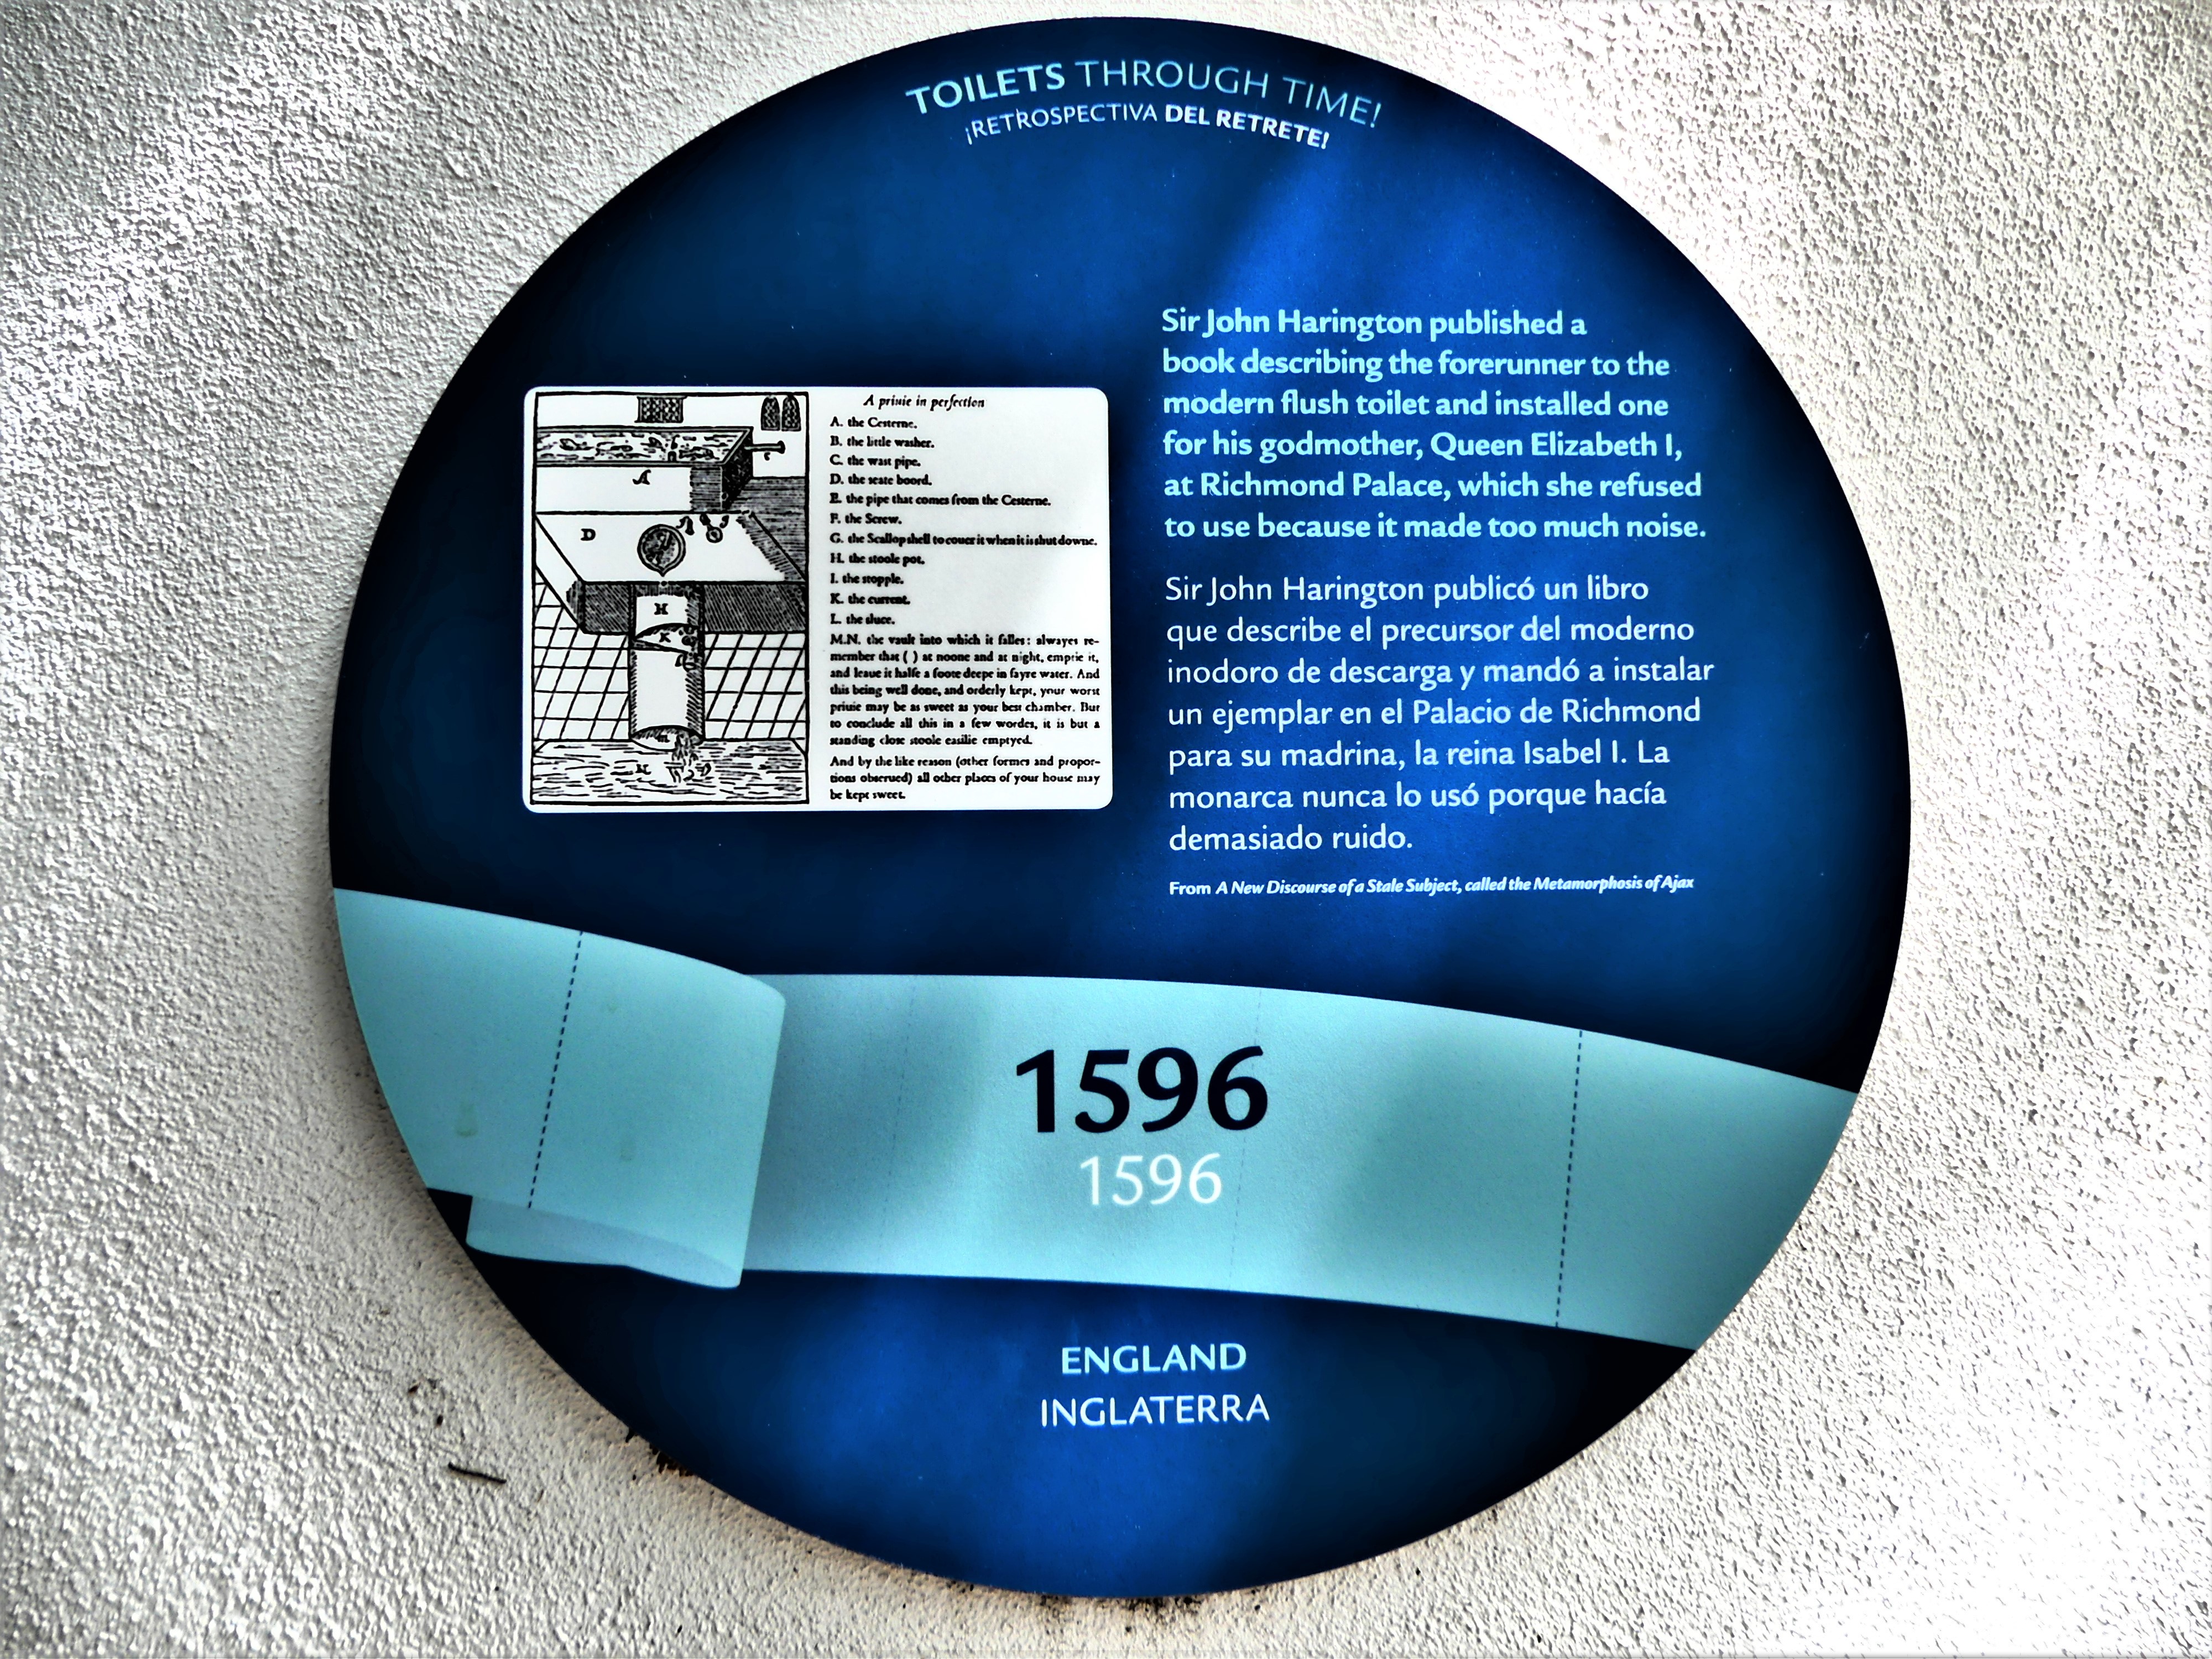 TOILETS THROUGH TIME!
¡RETROSPECTIVA DEL RETRETE!
A priuie in perfection
A. the Cesterne.
B. the little washer.
C. the wast pipe.
D. the seate boord.
E. the pipe that comes from the Cesterne.
F. the Screw.
G. the Scallop shell to couer it when it is shut downe.
H. the stoole pot.
I. the stopple.
K. the current.
L. the sluce.
M.N. the vault into which it falles: alwayes re-
member that ( ) at noone and at night, emptie it,
and leaue it halfe a foote deepe in fayre water. And
this being well done, and orderly kept, your worst
priuie may be as sweet as your best chamber. But
to conclude all this in a few wordes, it is but a
standing close stoole easilie emptyed.
And by the like reason (other formes and propor-
tions obserued) all other places of your house may
be kept sweet.
A
C
D
H
K
m
N
Sir John Harington published a
book describing the forerunner to the
modern flush toilet and installed one
for his godmother, Queen Elizabeth I,
at Richmond Palace, which she refused
to use because it made too much noise.
Sir John Harington publicó un libro
que describe el precursor del moderno
inodoro de descarga y mandó a instalar
un ejemplar en el Palacio de Richmond
para su madrina, la reina Isabel I. La
monarca nunca lo usó porque hacía
demasiado ruido.
From A New Discourse of a Stale Subject, called the Metamorphosis of Ajax
1596
1596
ENGLAND
INGLATERRA